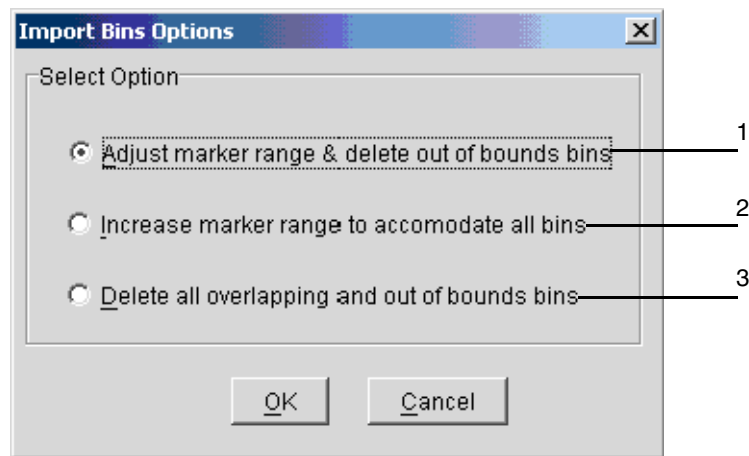 Import Bins Options
Select Option
Adjust marker range & delete out of bounds bins
1
Increase marker range to accomodate all bins
2
Delete all overlapping and out of bounds bins
3
OK
Cancel